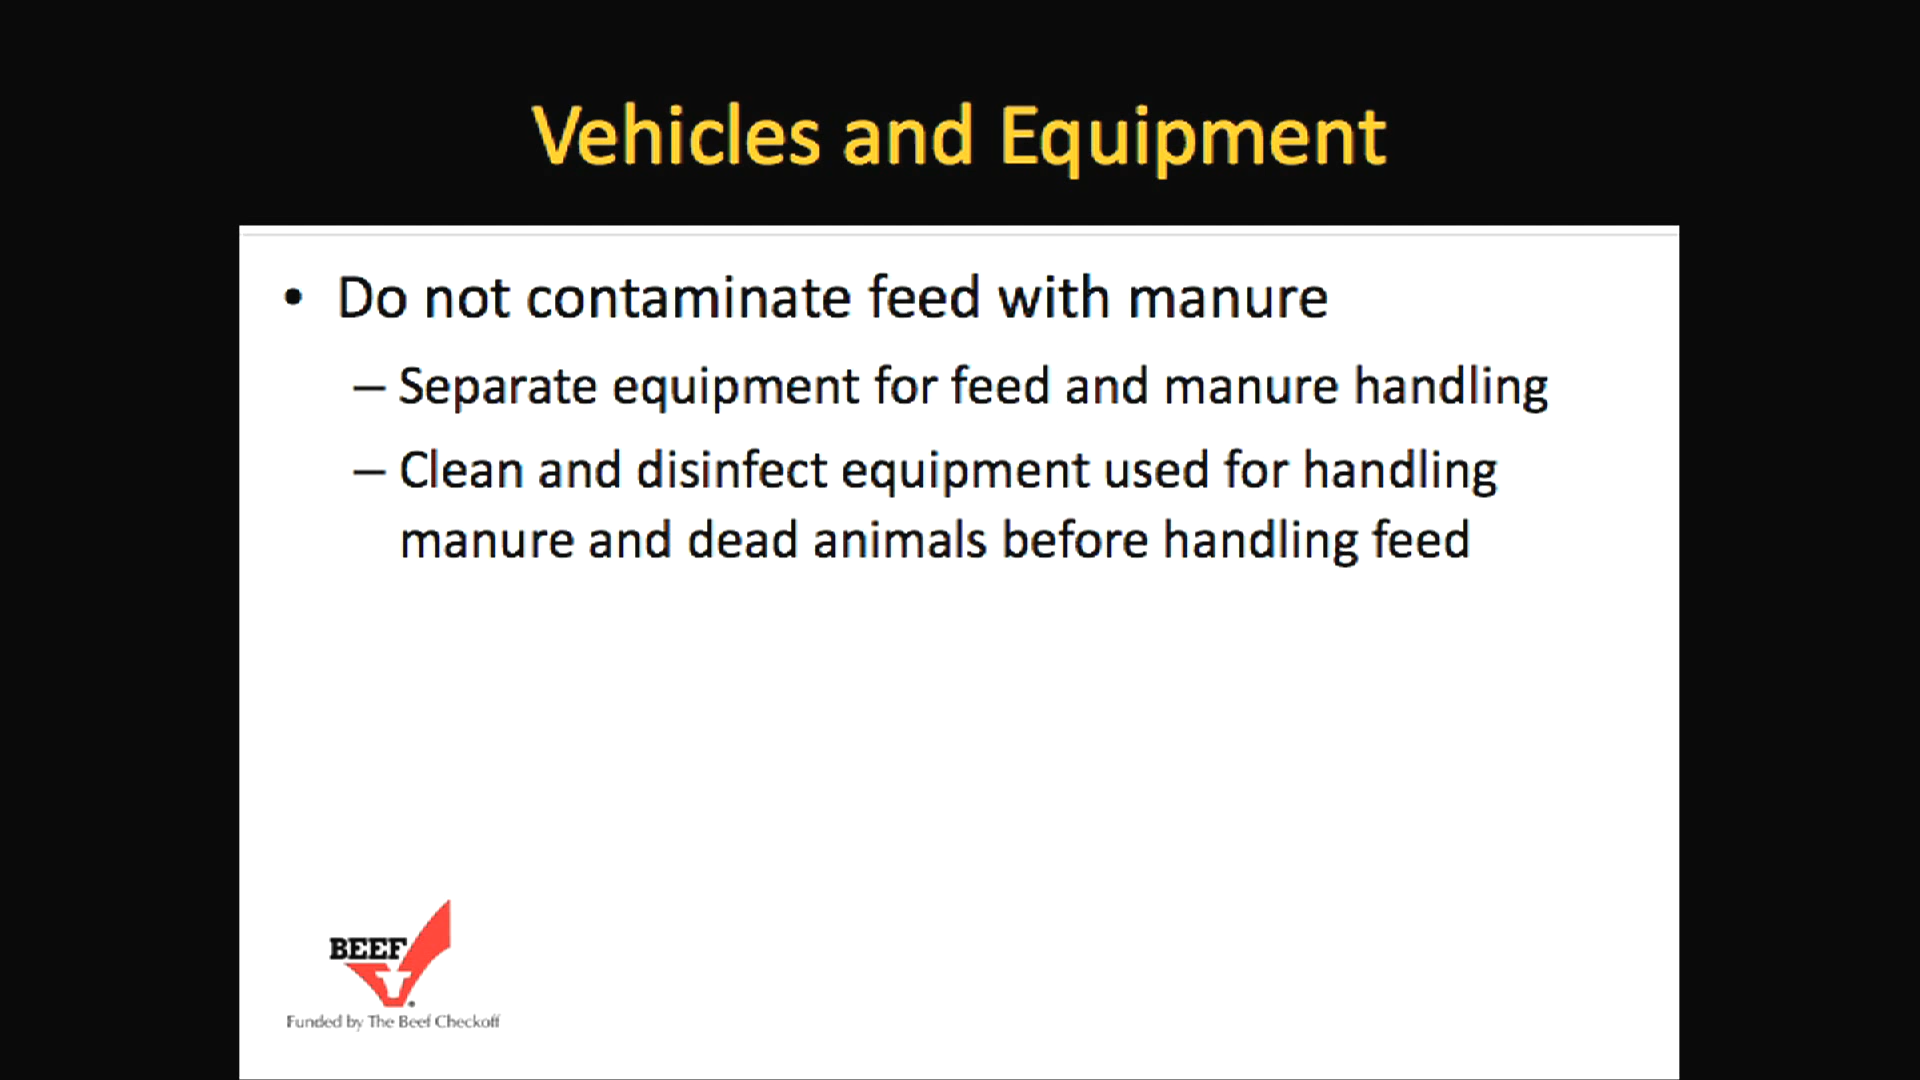 Vehicles and Equipment
• Do not contaminate feed with manure
– Separate equipment for feed and manure handling
– Clean and disinfect equipment used for handling
manure and dead animals before handling feed
BEEF
Funded by The Beef Checkoff